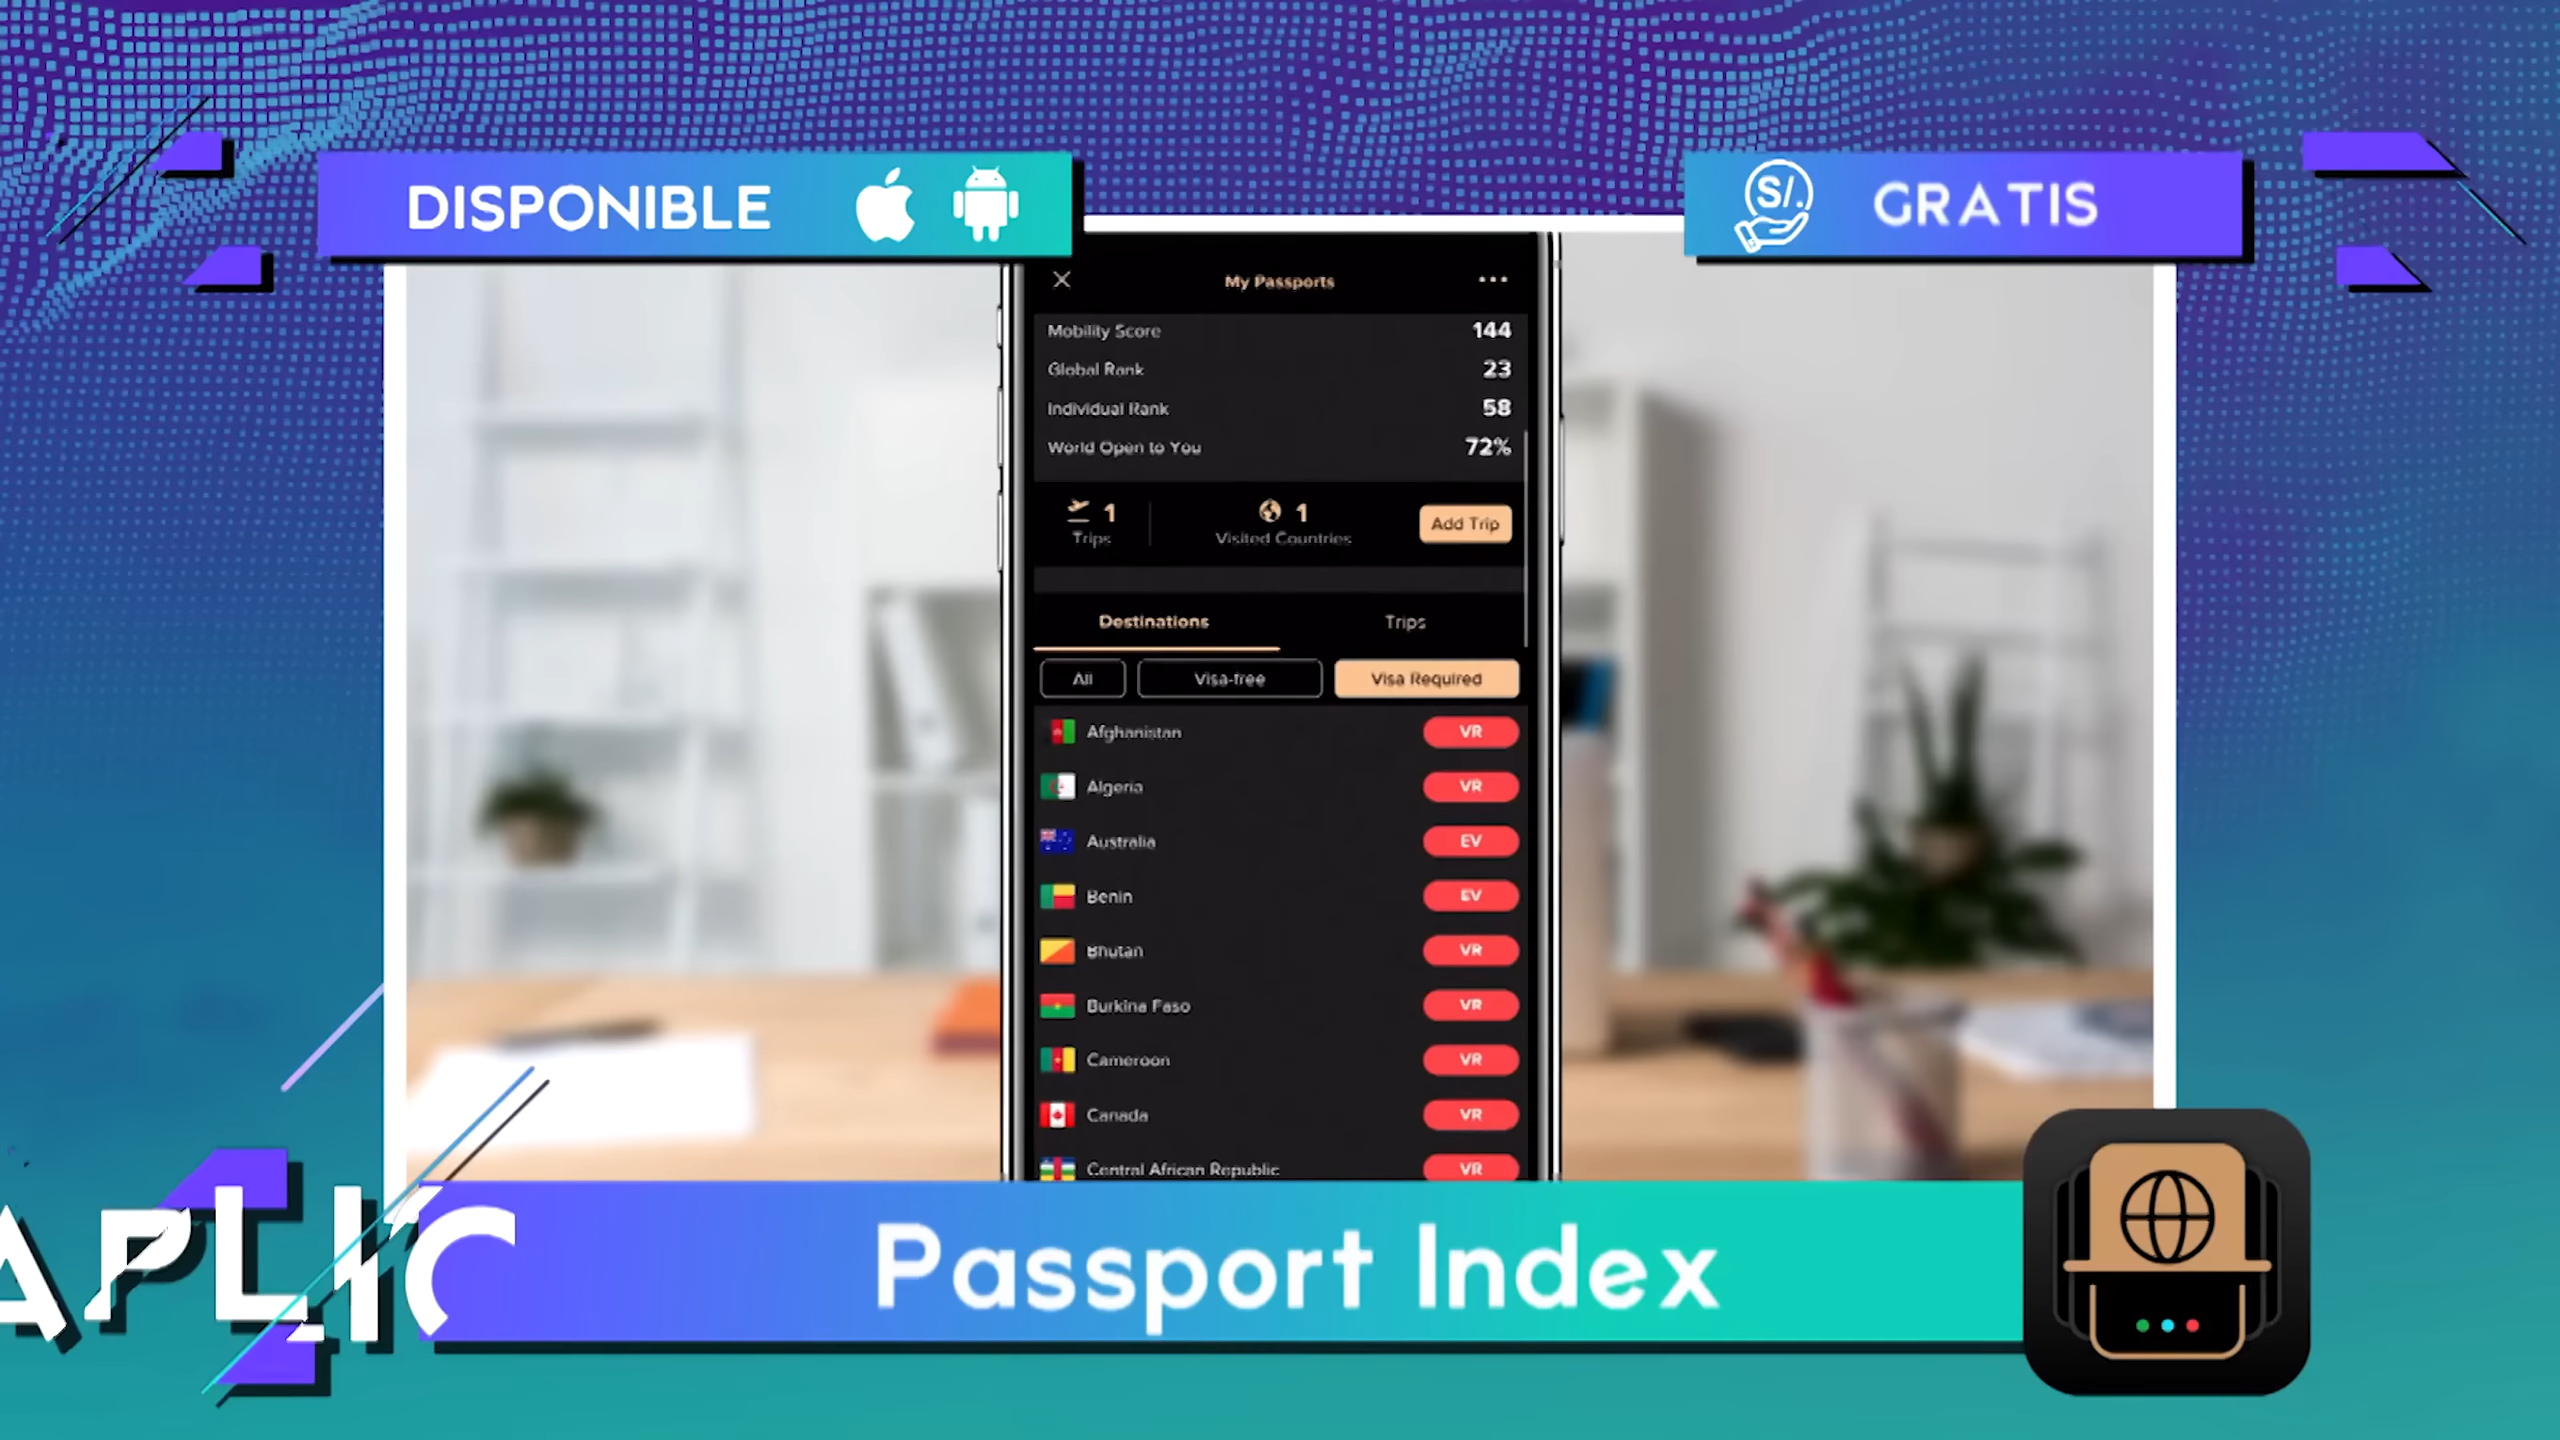 DISPONIBLE
S/. GRATIS
My Passports
Mobility Score 144
Global Rank 23
Individual Rank 58
World Open to You 72%
1 1
Trips Visited Countries Add Trip
Destinations Trips
All Visa-free Visa Required
Afghanistan VR
Algeria VR
Australia EV
Benin EV
Bhutan VR
Burkina Faso VR
Cameroon VR
Canada VR
Central African Republic VR
APLIC
Passport Index